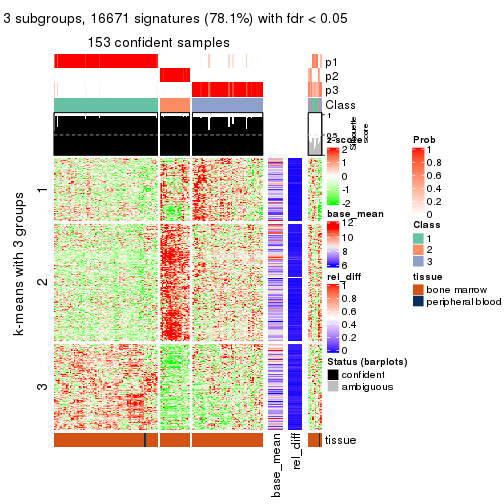 3 subgroups, 16671 signatures (78.1%) with fdr < 0.05
153 confident samples
p1
p2
p3
Class
1
0.5
Silhouette
score
z-score
2
1
0
-1
-2
Prob
1
0.8
0.6
0.4
0.2
0
base_mean
12
10
8
6
Class
1
2
3
rel_diff
1
0.8
0.6
0.4
0.2
0
tissue
bone marrow
peripheral blood
Status (barplots)
confident
ambiguous
k-means with 3 groups
1
2
3
tissue
base_mean
rel_diff